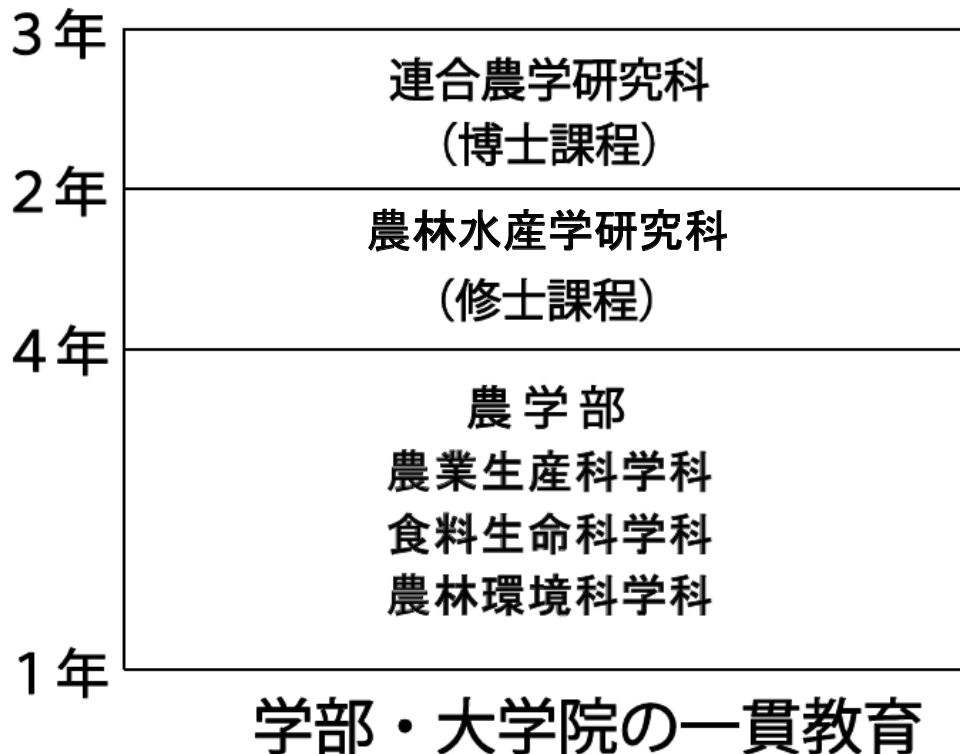 3年
連合農学研究科
（博士課程）
2年
農林水産学研究科
（修士課程）
4年
農学部
農業生産科学科
食料生命科学科
農林環境科学科
1年
学部・大学院の一貫教育